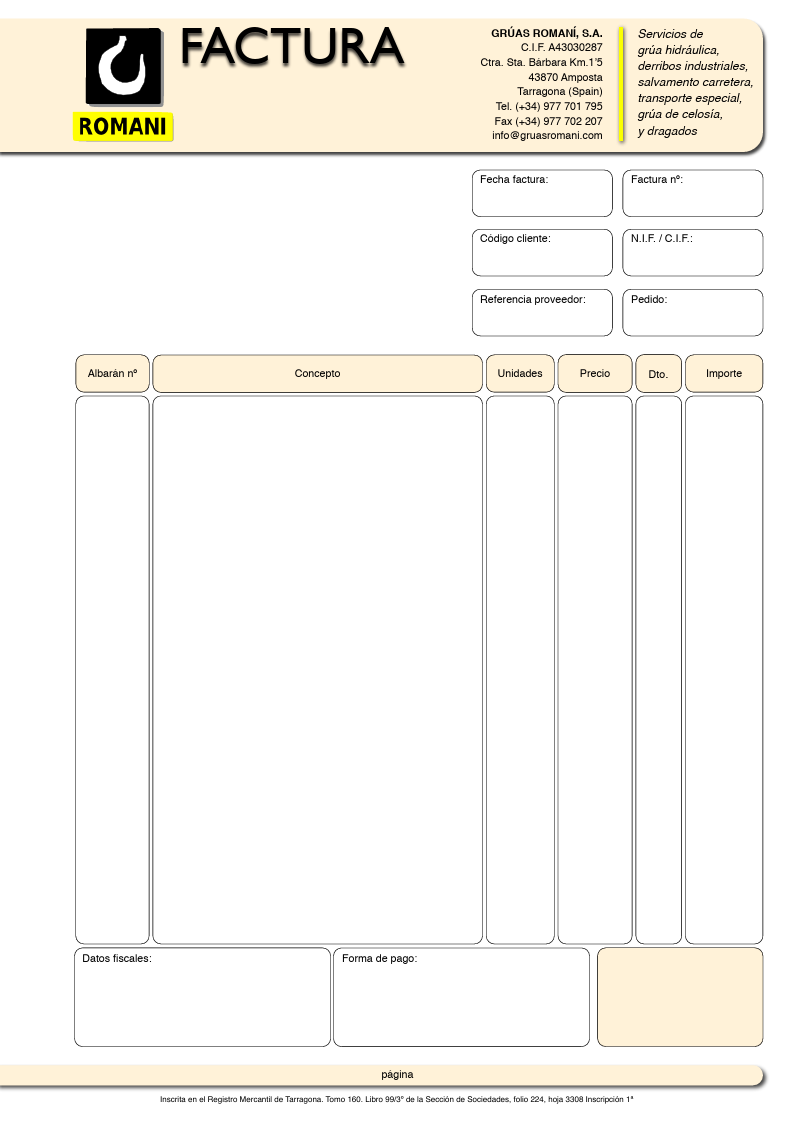 FACTURA
ROMANI
GRÚAS ROMANÍ, S.A.
C.I.F. A43030287
Ctra. Sta. Bárbara Km.1'5
43870 Amposta
Tarragona (Spain)
Tel. (+34) 977 701 795
Fax (+34) 977 702 207
info@gruasromani.com
Servicios de
grúa hidráulica,
derribos industriales,
salvamento carretera,
transporte especial,
grúa de celosía,
y dragados
Fecha factura:
Factura nº:
Código cliente:
N.I.F. / C.I.F.:
Referencia proveedor:
Pedido:
Albarán nº
Concepto
Unidades
Precio
Dto.
Importe
Datos fiscales:
Forma de pago:
página
Inscrita en el Registro Mercantil de Tarragona. Tomo 160. Libro 99/3º de la Sección de Sociedades, folio 224, hoja 3308 Inscripción 1ª